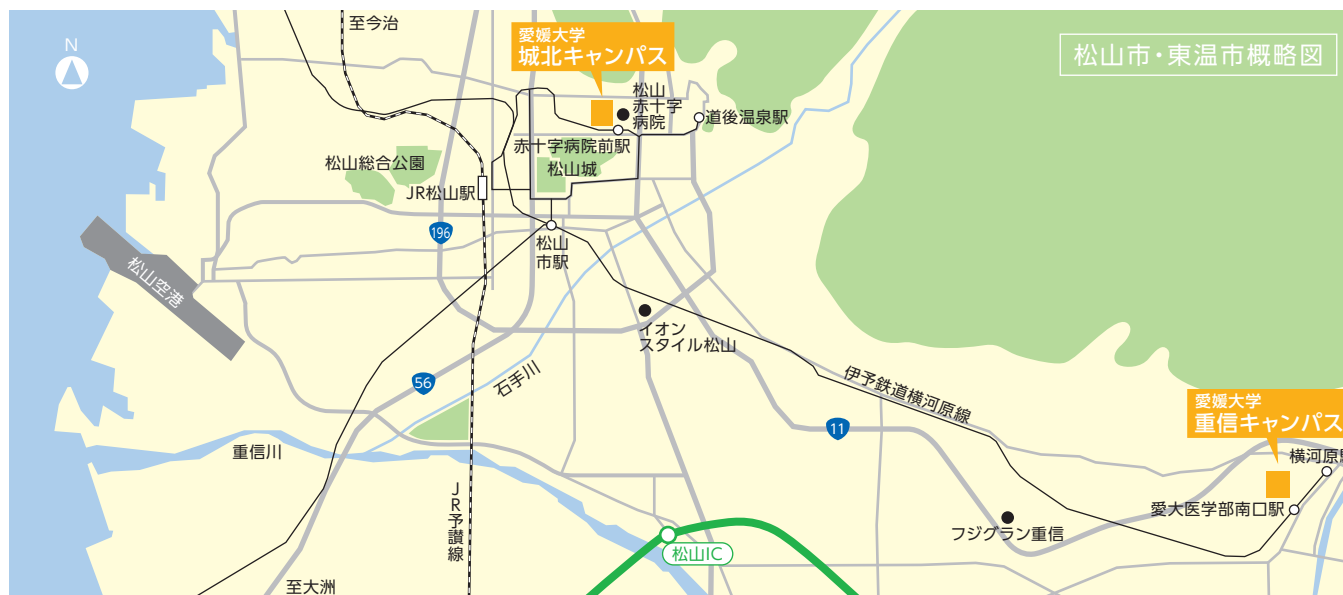 至今治
N
愛媛大学
城北キャンパス
松山市・東温市概略図
松山
赤十字
病院
道後温泉駅
赤十字病院前駅
松山総合公園
松山城
JR松山駅
196
松山
市駅
松山空港
イオン
スタイル松山
石手川
56
伊予鉄道横河原線
愛媛大学
重信キャンパス
11
重信川
横河原駅
JR予讃線
愛大医学部南口駅
フジグラン重信
松山IC
至大洲